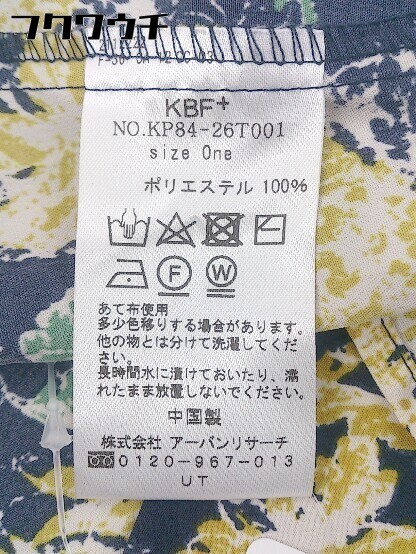 フクワウチ
KBF+
NO.KP84-26T001
size One
ポリエステル 100%
F
W
あて布使用
多少色移りする場合があります。
他の物とは分けて洗濯してくだ
さい。
長時間水に漬けておいたり、濡
れたまま放置しないでください。
中国製
株式会社 アーバンリサーチ
0120-967-013
UT